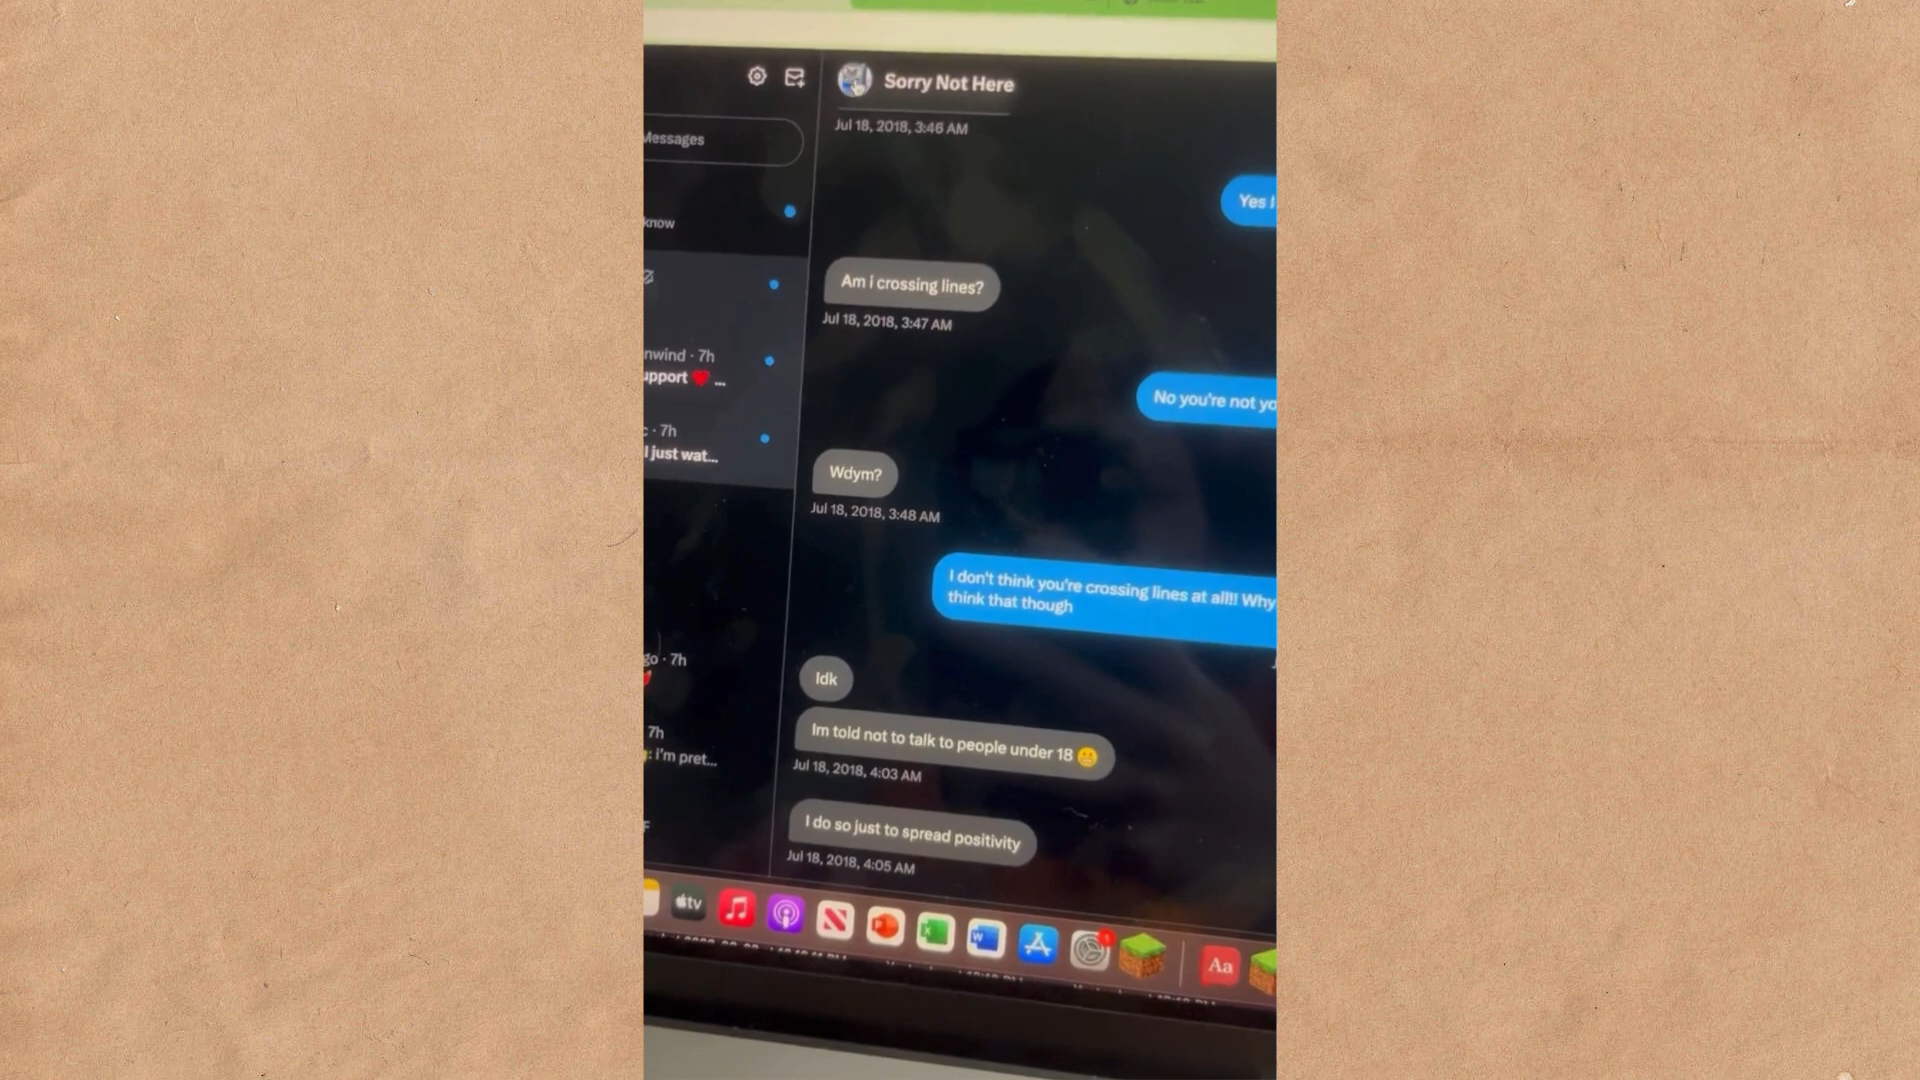 Sorry Not Here
Jul 18, 2018, 3:46 AM
Messages
Yes I
know
Am i crossing lines?
Jul 18, 2018, 3:47 AM
nwind · 7h
upport ❤️ ...
No you're not yo
c · 7h
I just wat...
Wdym?
Jul 18, 2018, 3:48 AM
I don't think you're crossing lines at all!! Why
think that though
go · 7h
Idk
7h
: i'm pret...
Im told not to talk to people under 18 😬
Jul 18, 2018, 4:03 AM
I do so just to spread positivity
Jul 18, 2018, 4:05 AM
tv
P
X
W
1
Aa